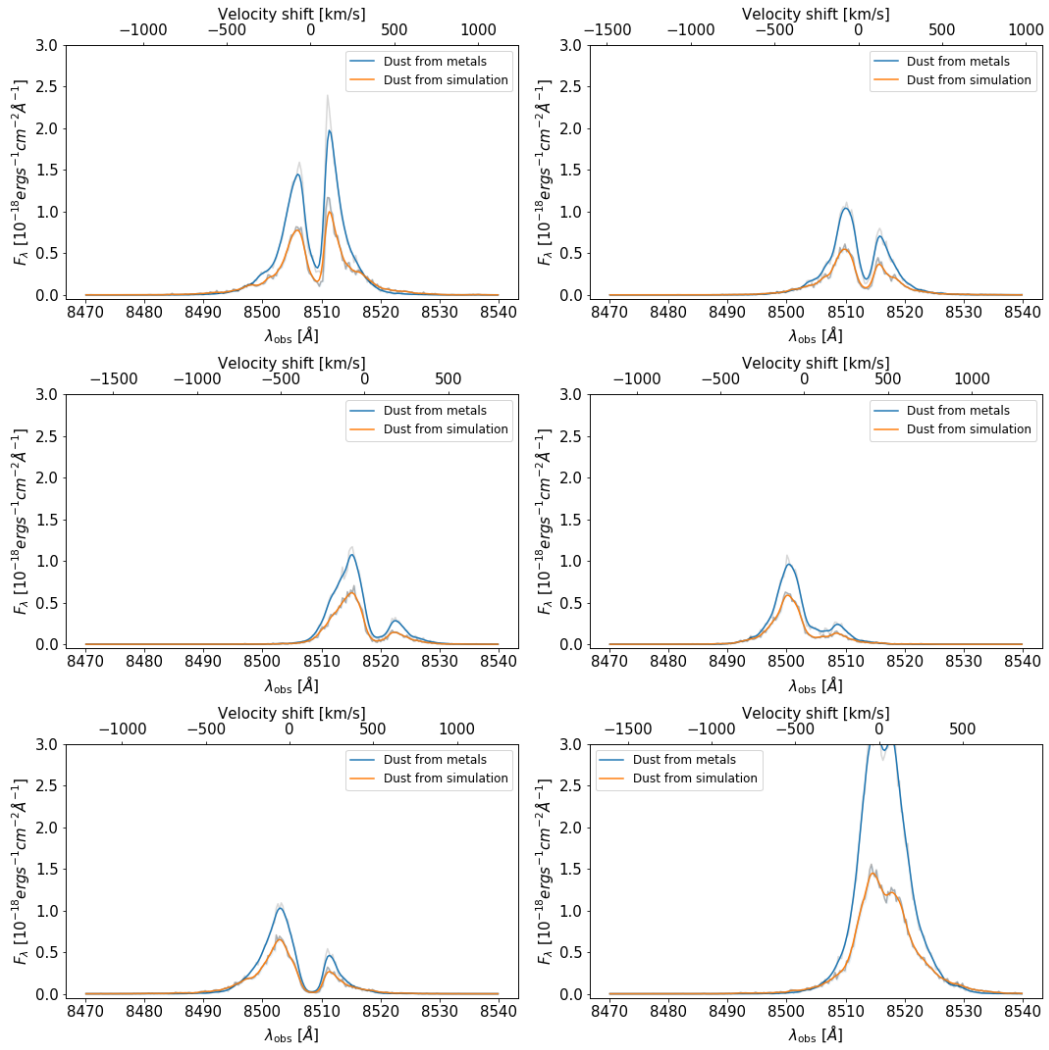 Velocity shift [km/s]
−1000 −500 0 500 1000
3.0
2.5
2.0
1.5
1.0
0.5
0.0
F_λ [10^−18 ergs^−1 cm^−2 Å^−1]
Dust from metals
Dust from simulation
8470 8480 8490 8500 8510 8520 8530 8540
λ_obs [Å]
Velocity shift [km/s]
−1500 −1000 −500 0 500 1000
3.0
2.5
2.0
1.5
1.0
0.5
0.0
F_λ [10^−18 ergs^−1 cm^−2 Å^−1]
Dust from metals
Dust from simulation
8470 8480 8490 8500 8510 8520 8530 8540
λ_obs [Å]
Velocity shift [km/s]
−1500 −1000 −500 0 500
3.0
2.5
2.0
1.5
1.0
0.5
0.0
F_λ [10^−18 ergs^−1 cm^−2 Å^−1]
Dust from metals
Dust from simulation
8470 8480 8490 8500 8510 8520 8530 8540
λ_obs [Å]
Velocity shift [km/s]
−1000 −500 0 500 1000
3.0
2.5
2.0
1.5
1.0
0.5
0.0
F_λ [10^−18 ergs^−1 cm^−2 Å^−1]
Dust from metals
Dust from simulation
8470 8480 8490 8500 8510 8520 8530 8540
λ_obs [Å]
Velocity shift [km/s]
−1000 −500 0 500 1000
3.0
2.5
2.0
1.5
1.0
0.5
0.0
F_λ [10^−18 ergs^−1 cm^−2 Å^−1]
Dust from metals
Dust from simulation
8470 8480 8490 8500 8510 8520 8530 8540
λ_obs [Å]
Velocity shift [km/s]
−1500 −1000 −500 0 500
3.0
2.5
2.0
1.5
1.0
0.5
0.0
F_λ [10^−18 ergs^−1 cm^−2 Å^−1]
Dust from metals
Dust from simulation
8470 8480 8490 8500 8510 8520 8530 8540
λ_obs [Å]